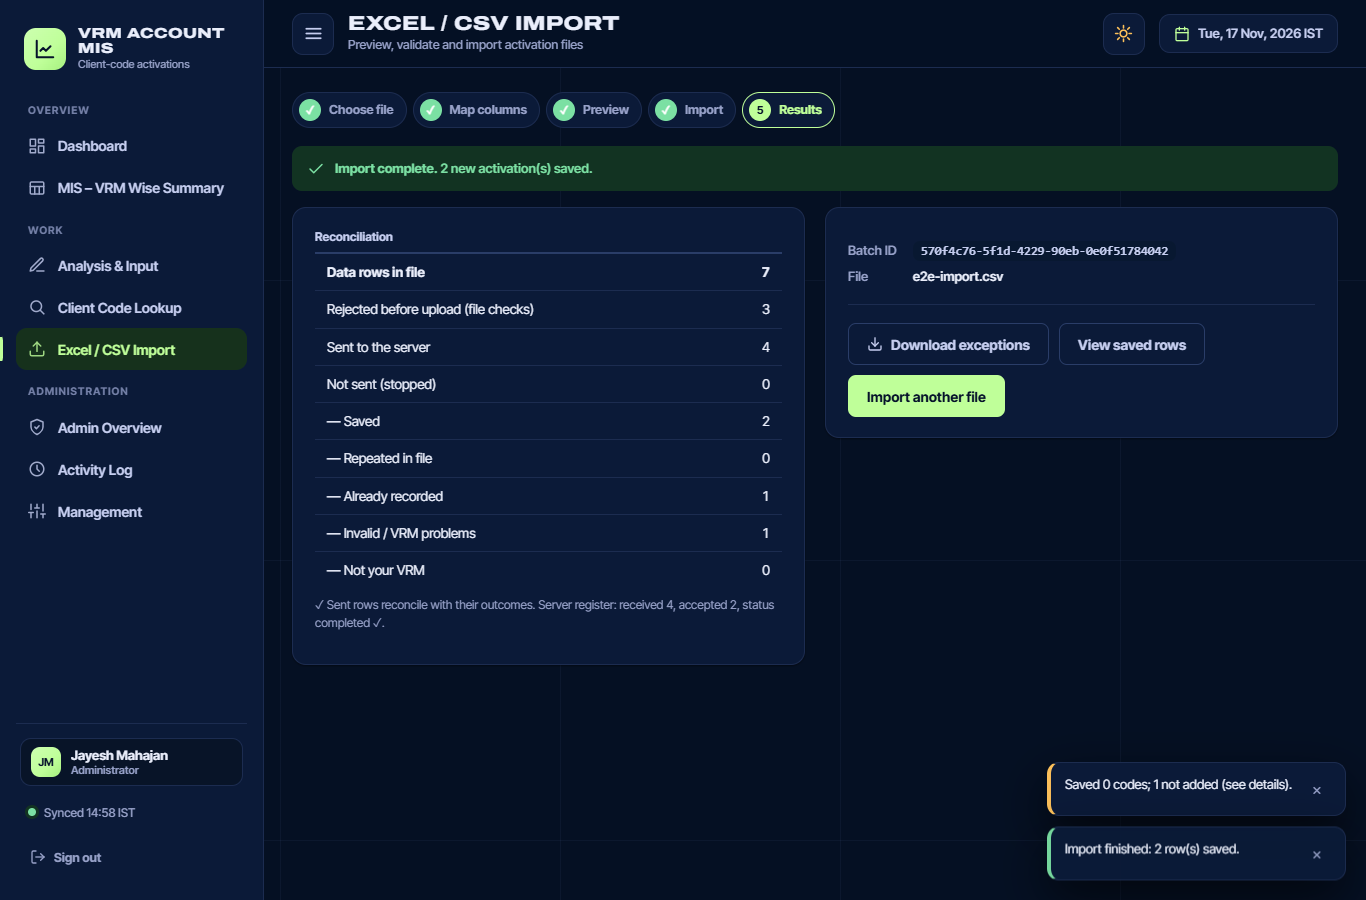 VRM ACCOUNT
MIS
Client-code activations
OVERVIEW
Dashboard
MIS – VRM Wise Summary
WORK
Analysis & Input
Client Code Lookup
Excel / CSV Import
ADMINISTRATION
Admin Overview
Activity Log
Management
JM
Jayesh Mahajan
Administrator
Synced 14:58 IST
Sign out
EXCEL / CSV IMPORT
Preview, validate and import activation files
Tue, 17 Nov, 2026 IST
✓ Choose file
✓ Map columns
✓ Preview
✓ Import
5 Results
Import complete. 2 new activation(s) saved.
Reconciliation
Data rows in file 7
Rejected before upload (file checks) 3
Sent to the server 4
Not sent (stopped) 0
— Saved 2
— Repeated in file 0
— Already recorded 1
— Invalid / VRM problems 1
— Not your VRM 0
✓ Sent rows reconcile with their outcomes. Server register: received 4, accepted 2, status
completed ✓.
Batch ID 570f4c76-5f1d-4229-90eb-0e0f51784042
File e2e-import.csv
Download exceptions
View saved rows
Import another file
Saved 0 codes; 1 not added (see details). ×
Import finished: 2 row(s) saved. ×